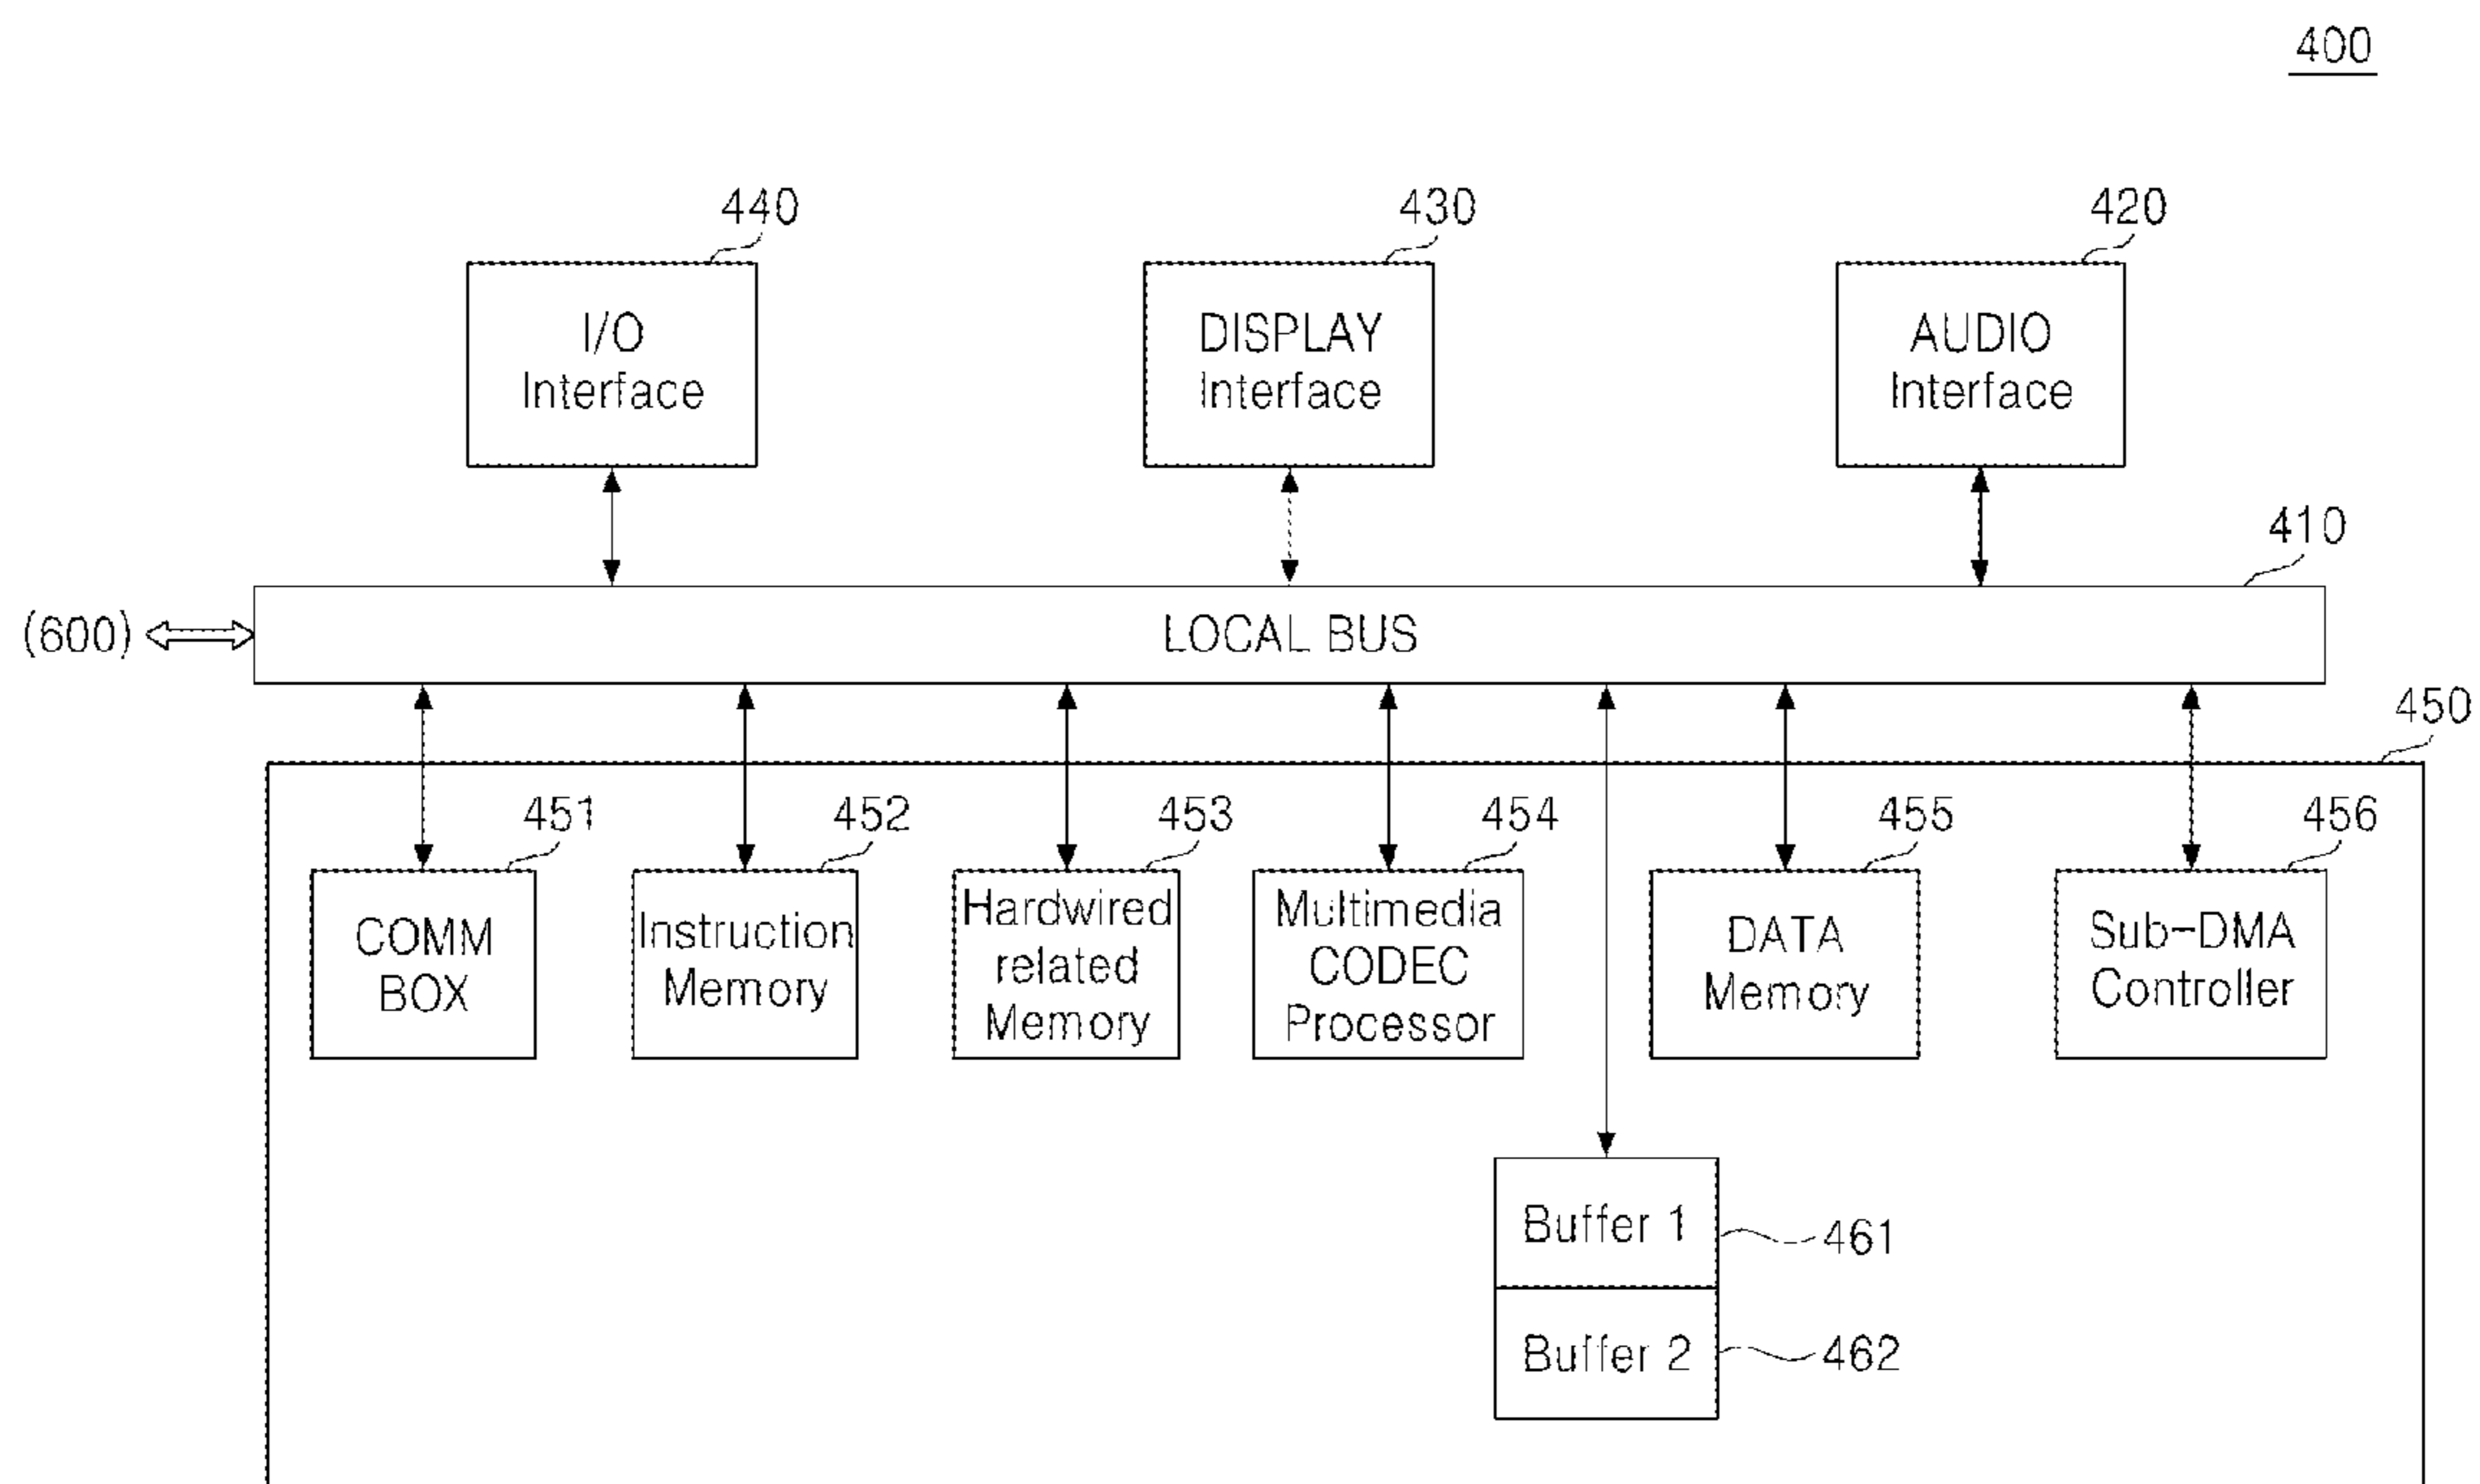 400
440
430
420
I/O
Interface
DISPLAY
Interface
AUDIO
Interface
410
(600)
LOCAL BUS
450
451
452
453
454
455
456
COMM
BOX
Instruction
Memory
Hardwired
related
Memory
Multimedia
CODEC
Processor
DATA
Memory
Sub-DMA
Controller
Buffer 1
461
Buffer 2
462